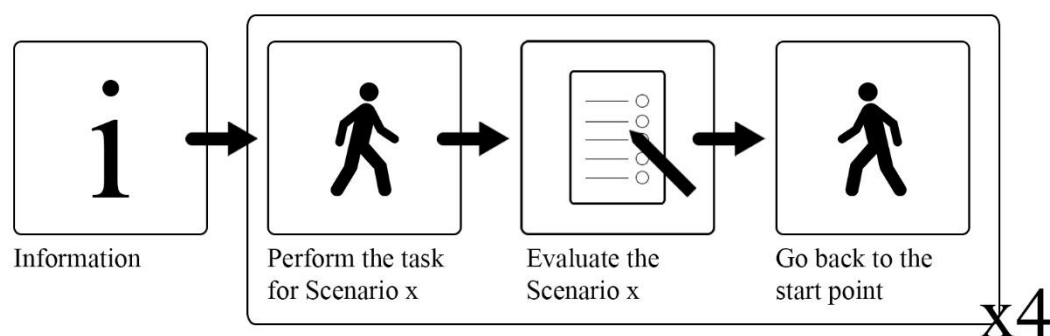 i
Information
Perform the task
for Scenario x
Evaluate the
Scenario x
Go back to the
start point
x4